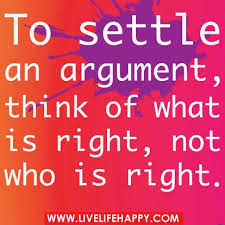 To settle
an argument,
think of what
is right, not
who is right.
WWW.LIVELIFEHAPPY.COM